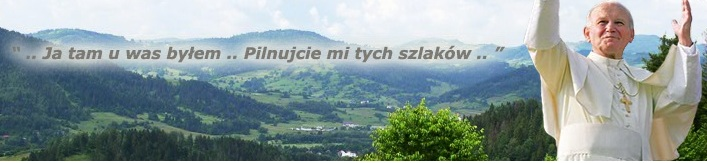 “ .. Ja tam u was byłem .. Pilnujcie mi tych szlaków .. ”